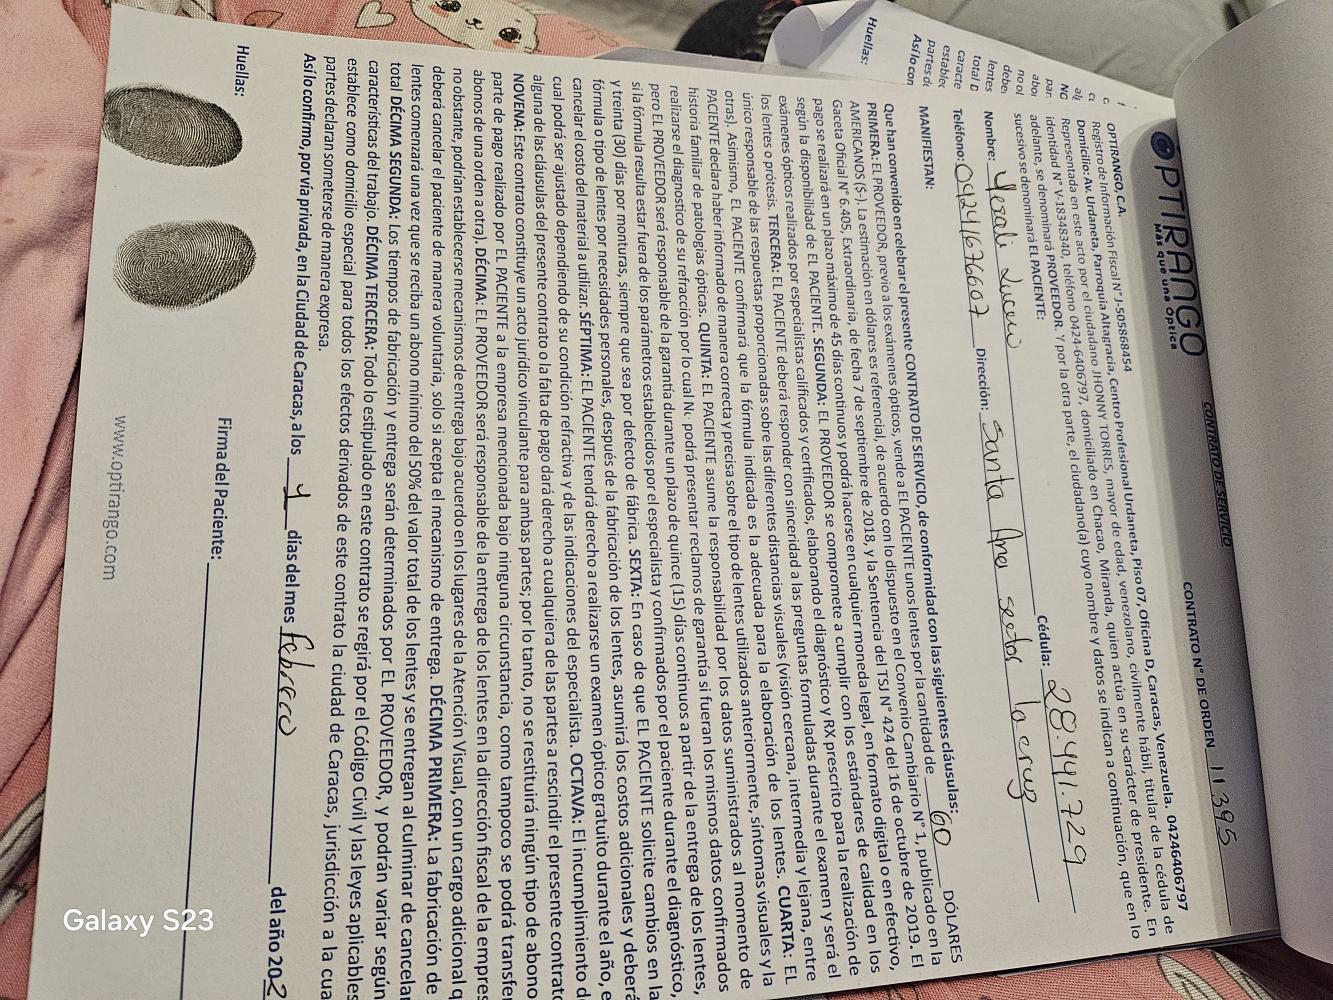 OPTIRANGO
Más que una Óptica
CONTRATO DE SERVICIO
CONTRATO N° DE ORDEN 11395
OPTIRANGO, C.A.
Registro de Información Fiscal N° J-505868454
Domicilio: Av. Urdaneta, Parroquia Altagracia, Centro Profesional Urdaneta, Piso 07, Oficina D, Caracas, Venezuela. 04246406797
Representada en este acto por el ciudadano JHONNY TORRES, mayor de edad, venezolano, civilmente hábil, titular de la cédula de
identidad N° V-18348340, teléfono 0424-6406797, domiciliado en Chacao, Miranda, quien actúa en su carácter de presidente. En
adelante, se denominará PROVEEDOR. Y por la otra parte, el ciudadano(a) cuyo nombre y datos se indican a continuación, que en lo
sucesivo se denominará EL PACIENTE:
Nombre: Cédula: 28.441.729
Teléfono: 04241676607 Dirección: Santa Ana sector la cruz
MANIFIESTAN:
Que han convenido en celebrar el presente CONTRATO DE SERVICIO, de conformidad con las siguientes cláusulas:
PRIMERA: EL PROVEEDOR, previo a los exámenes ópticos, vende a EL PACIENTE unos lentes por la cantidad de 60 DÓLARES
AMERICANOS ($-). La estimación en dólares es referencial, de acuerdo con lo dispuesto en el Convenio Cambiario N° 1, publicado en la
Gaceta Oficial N° 6.405, Extraordinaria, de fecha 7 de septiembre de 2018, y la Sentencia del TSJ N° 424 del 16 de octubre de 2019. El
pago se realizará en un plazo máximo de 45 días continuos y podrá hacerse en cualquier moneda legal, en formato digital o en efectivo,
según la disponibilidad de EL PACIENTE. SEGUNDA: EL PROVEEDOR se compromete a cumplir con los estándares de calidad en los
exámenes ópticos realizados por especialistas calificados y certificados, elaborando el diagnóstico y RX prescrito para la realización de
los lentes o prótesis. TERCERA: EL PACIENTE deberá responder con sinceridad a las preguntas formuladas durante el examen y será el
único responsable de las respuestas proporcionadas sobre las diferentes distancias visuales (visión cercana, intermedia y lejana, entre
otras). Asimismo, EL PACIENTE confirmará que la fórmula indicada es la adecuada para la elaboración de los lentes. CUARTA: EL
PACIENTE declara haber informado de manera correcta y precisa sobre el tipo de lentes utilizados anteriormente, síntomas visuales y la
historia familiar de patologías ópticas. QUINTA: EL PACIENTE asume la responsabilidad por los datos suministrados al momento de
realizarse el diagnostico de su refracción por lo cual No podrá presentar reclamos de garantía si fueran los mismos datos confirmados
pero EL PROVEEDOR será responsable de la garantía durante un plazo de quince (15) días continuos a partir de la entrega de los lentes,
si la fórmula resulta estar fuera de los parámetros establecidos por el especialista y confirmados por el paciente durante el diagnóstico,
y treinta (30) días por monturas, siempre que sea por defecto de fábrica. SEXTA: En caso de que EL PACIENTE solicite cambios en la
fórmula o tipo de lentes por necesidades personales, después de la fabricación de los lentes, asumirá los costos adicionales y deberá
cancelar el costo del material a utilizar. SÉPTIMA: EL PACIENTE tendrá derecho a realizarse un examen óptico gratuito durante el año, e
cual podrá ser ajustado dependiendo de su condición refractiva y de las indicaciones del especialista. OCTAVA: El incumplimiento d
alguna de las cláusulas del presente contrato o la falta de pago dará derecho a cualquiera de las partes a rescindir el presente contrato
NOVENA: Este contrato constituye un acto jurídico vinculante para ambas partes; por lo tanto, no se restituirá ningún tipo de abono
parte de pago realizado por EL PACIENTE a la empresa mencionada bajo ninguna circunstancia, como tampoco se podrá transfer
abonos de una orden a otra). DÉCIMA: EL PROVEEDOR será responsable de la entrega de los lentes en la dirección fiscal de la empres
no obstante, podrían establecerse mecanismos de entrega bajo acuerdo en los lugares de la Atención Visual, con un cargo adicional q
deberá cancelar el paciente de manera voluntaria, solo si acepta el mecanismo de entrega. DÉCIMA PRIMERA: La fabricación de
lentes comenzará una vez que se reciba un abono mínimo del 50% del valor total de los lentes y se entregan al culminar de cancelar
total DÉCIMA SEGUNDA: Los tiempos de fabricación y entrega serán determinados por EL PROVEEDOR, y podrán variar según
características del trabajo. DÉCIMA TERCERA: Todo lo estipulado en este contrato se regirá por el Código Civil y las leyes aplicables
establece como domicilio especial para todos los efectos derivados de este contrato la ciudad de Caracas, jurisdicción a la cua
partes declaran someterse de manera expresa.
Así lo confirmo, por vía privada, en la Ciudad de Caracas, a los días del mes febrero del año 202
Huellas:
Firma del Paciente:
www.optirango.com
Huellas:
Así lo con
partes d
establec
caracte
total D
lentes
debe
no ol
abo
par
NO
Galaxy S23